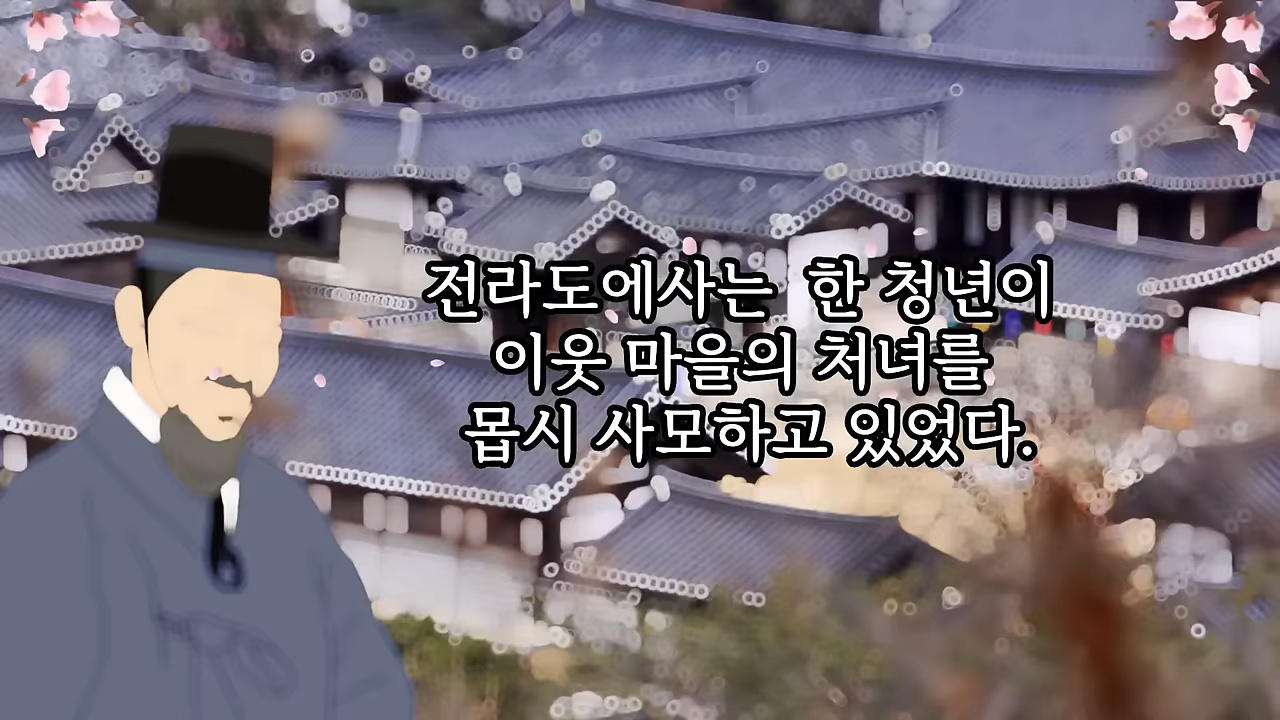 전라도에사는 한 청년이
이웃 마을의 처녀를
몹시 사모하고 있었다.